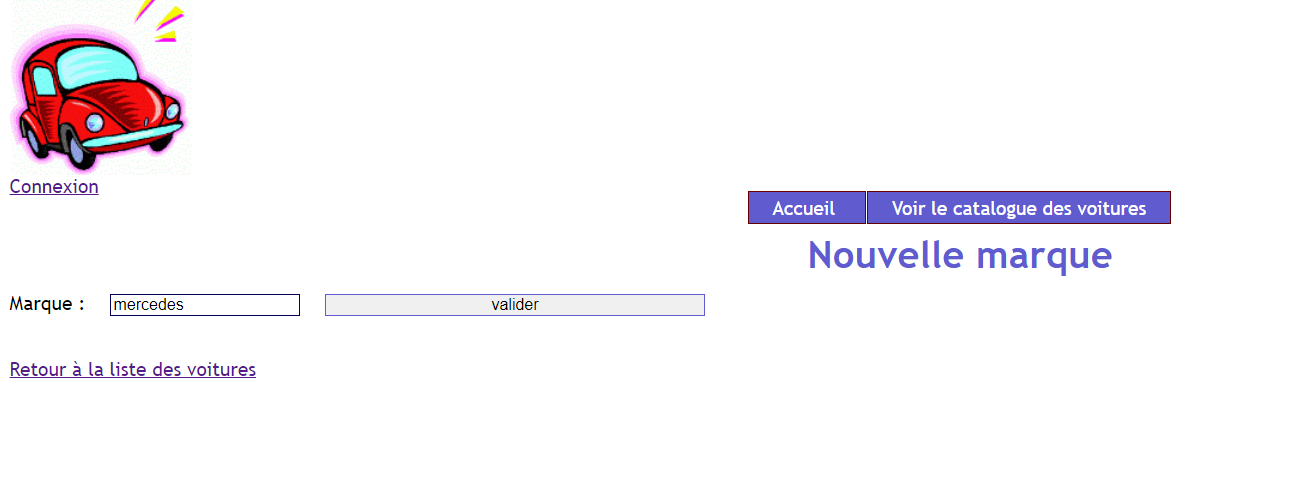 Connexion
Accueil Voir le catalogue des voitures
Nouvelle marque
Marque : mercedes valider
Retour à la liste des voitures